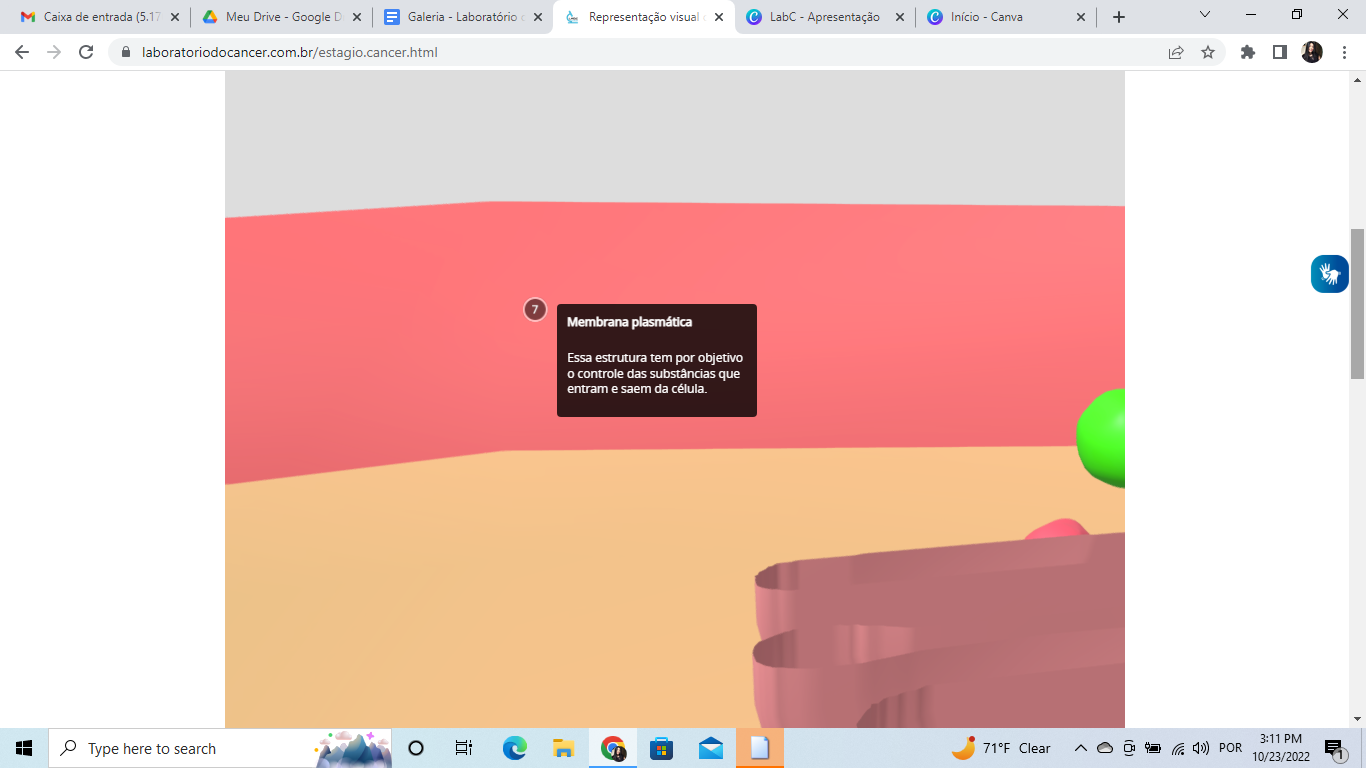 Caixa de entrada (5.17
Meu Drive - Google D
Galeria - Laboratório d
Representação visual d
LabC - Apresentação
Início - Canva
laboratoriodocancer.com.br/estagio.cancer.html
7
Membrana plasmática
Essa estrutura tem por objetivo
o controle das substâncias que
entram e saem da célula.
Type here to search
71°F Clear
POR
3:11 PM
10/23/2022
1